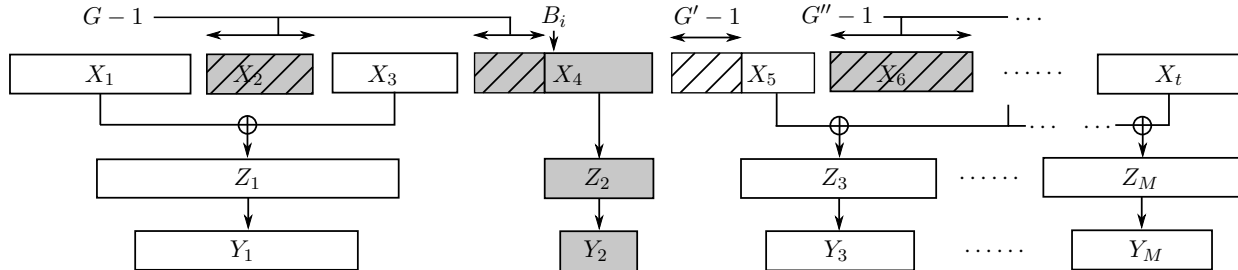 G − 1 B_i G′ − 1 G″ − 1 ···
X_1 X_2 X_3 X_4 X_5 X_6 ······ X_t
··· ···
Z_1 Z_2 Z_3 ······ Z_M
Y_1 Y_2 Y_3 ······ Y_M